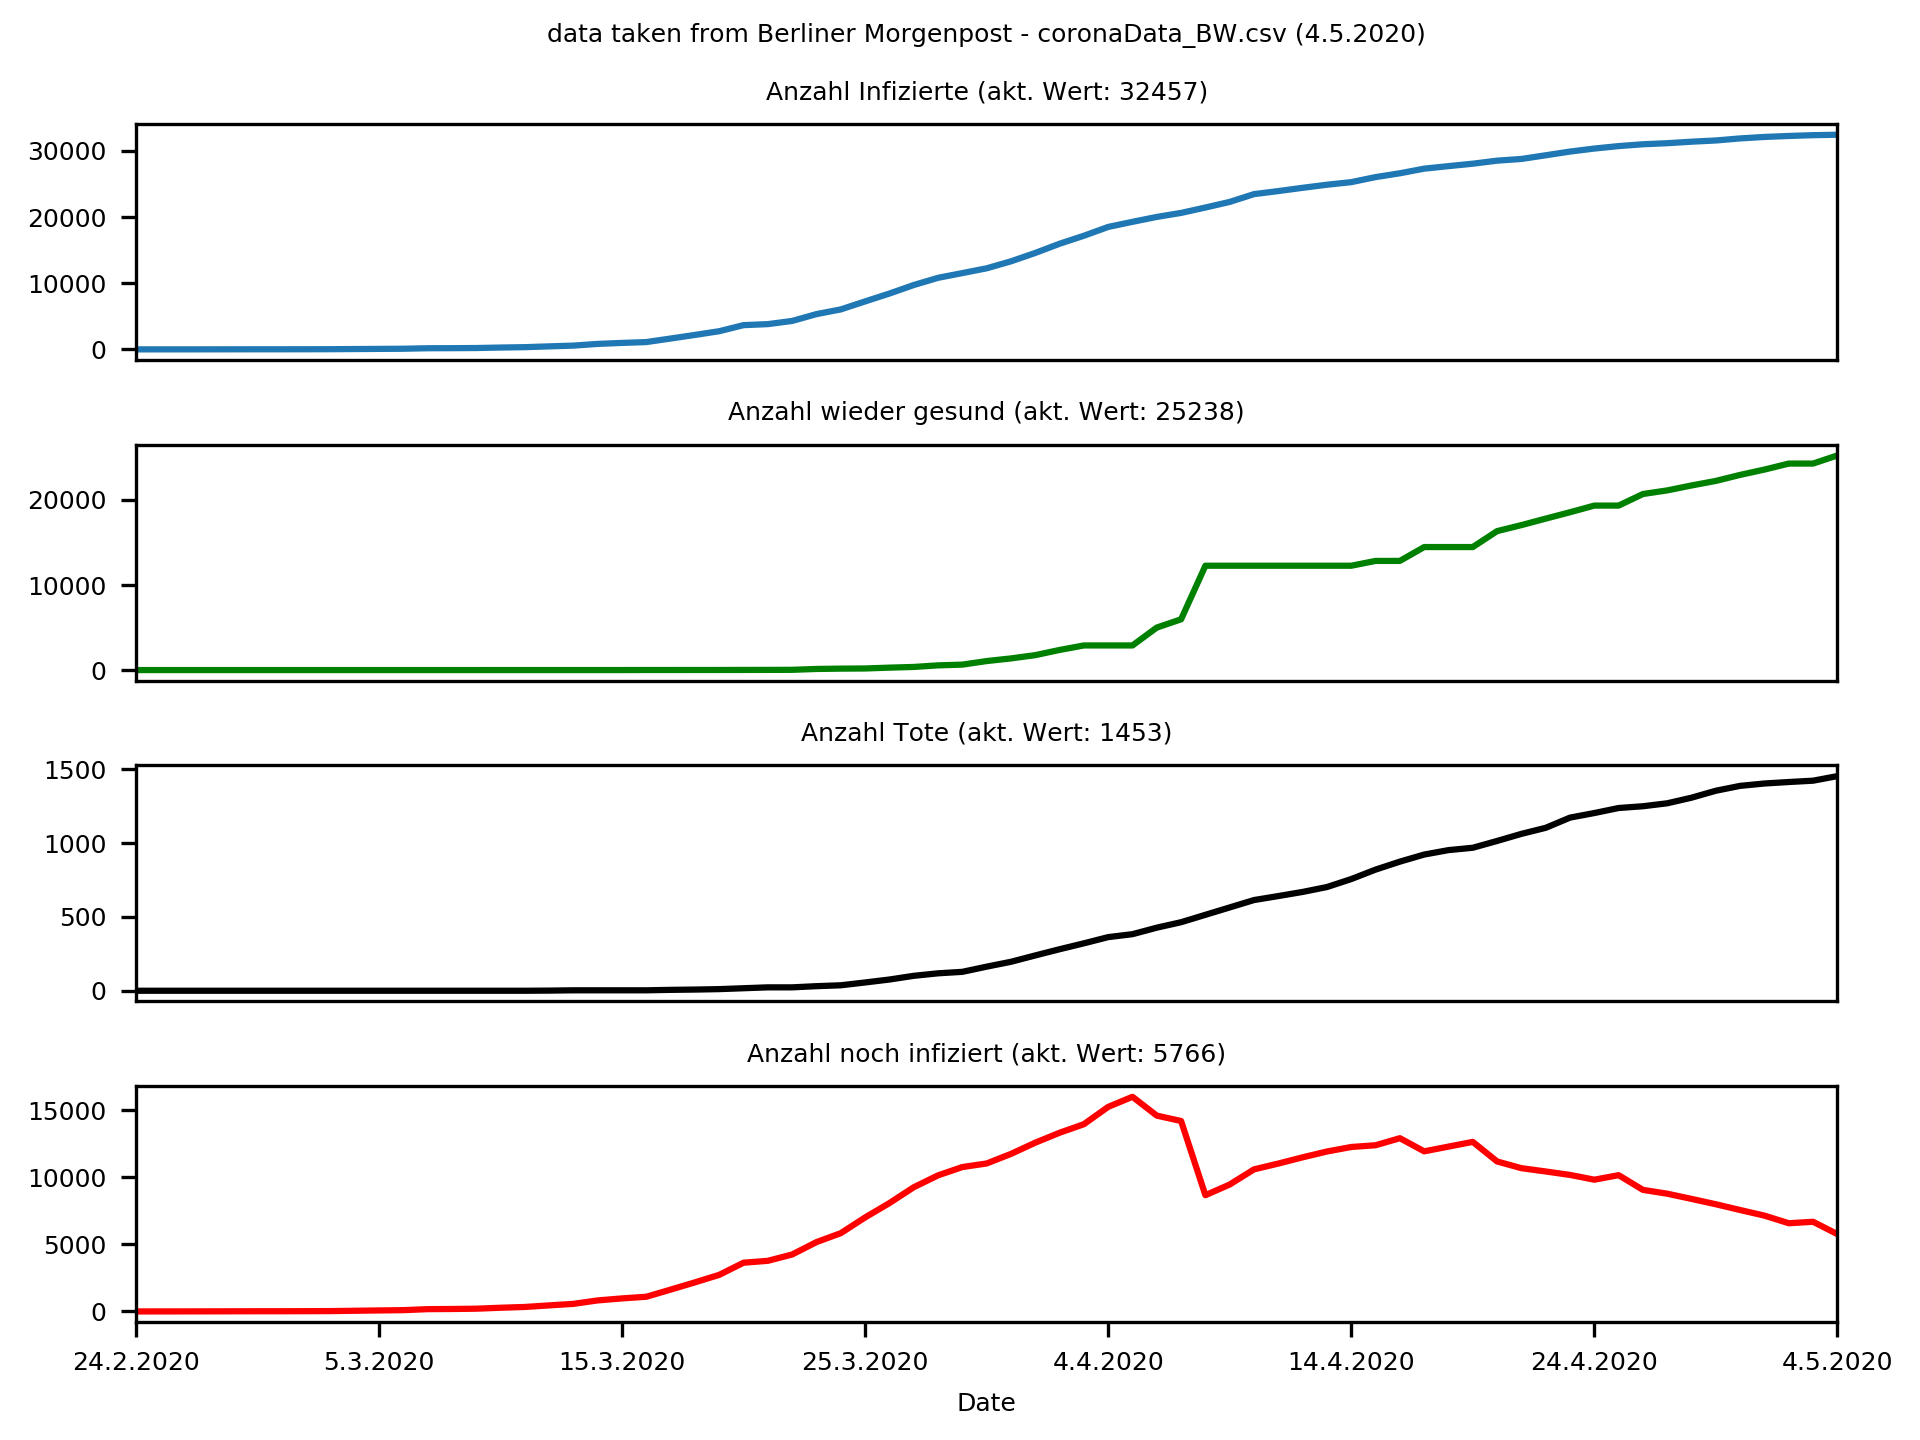 data taken from Berliner Morgenpost - coronaData_BW.csv (4.5.2020)
Anzahl Infizierte (akt. Wert: 32457)
30000
20000
10000
0
Anzahl wieder gesund (akt. Wert: 25238)
20000
10000
0
Anzahl Tote (akt. Wert: 1453)
1500
1000
500
0
Anzahl noch infiziert (akt. Wert: 5766)
15000
10000
5000
0
24.2.2020 5.3.2020 15.3.2020 25.3.2020 4.4.2020 14.4.2020 24.4.2020 4.5.2020
Date